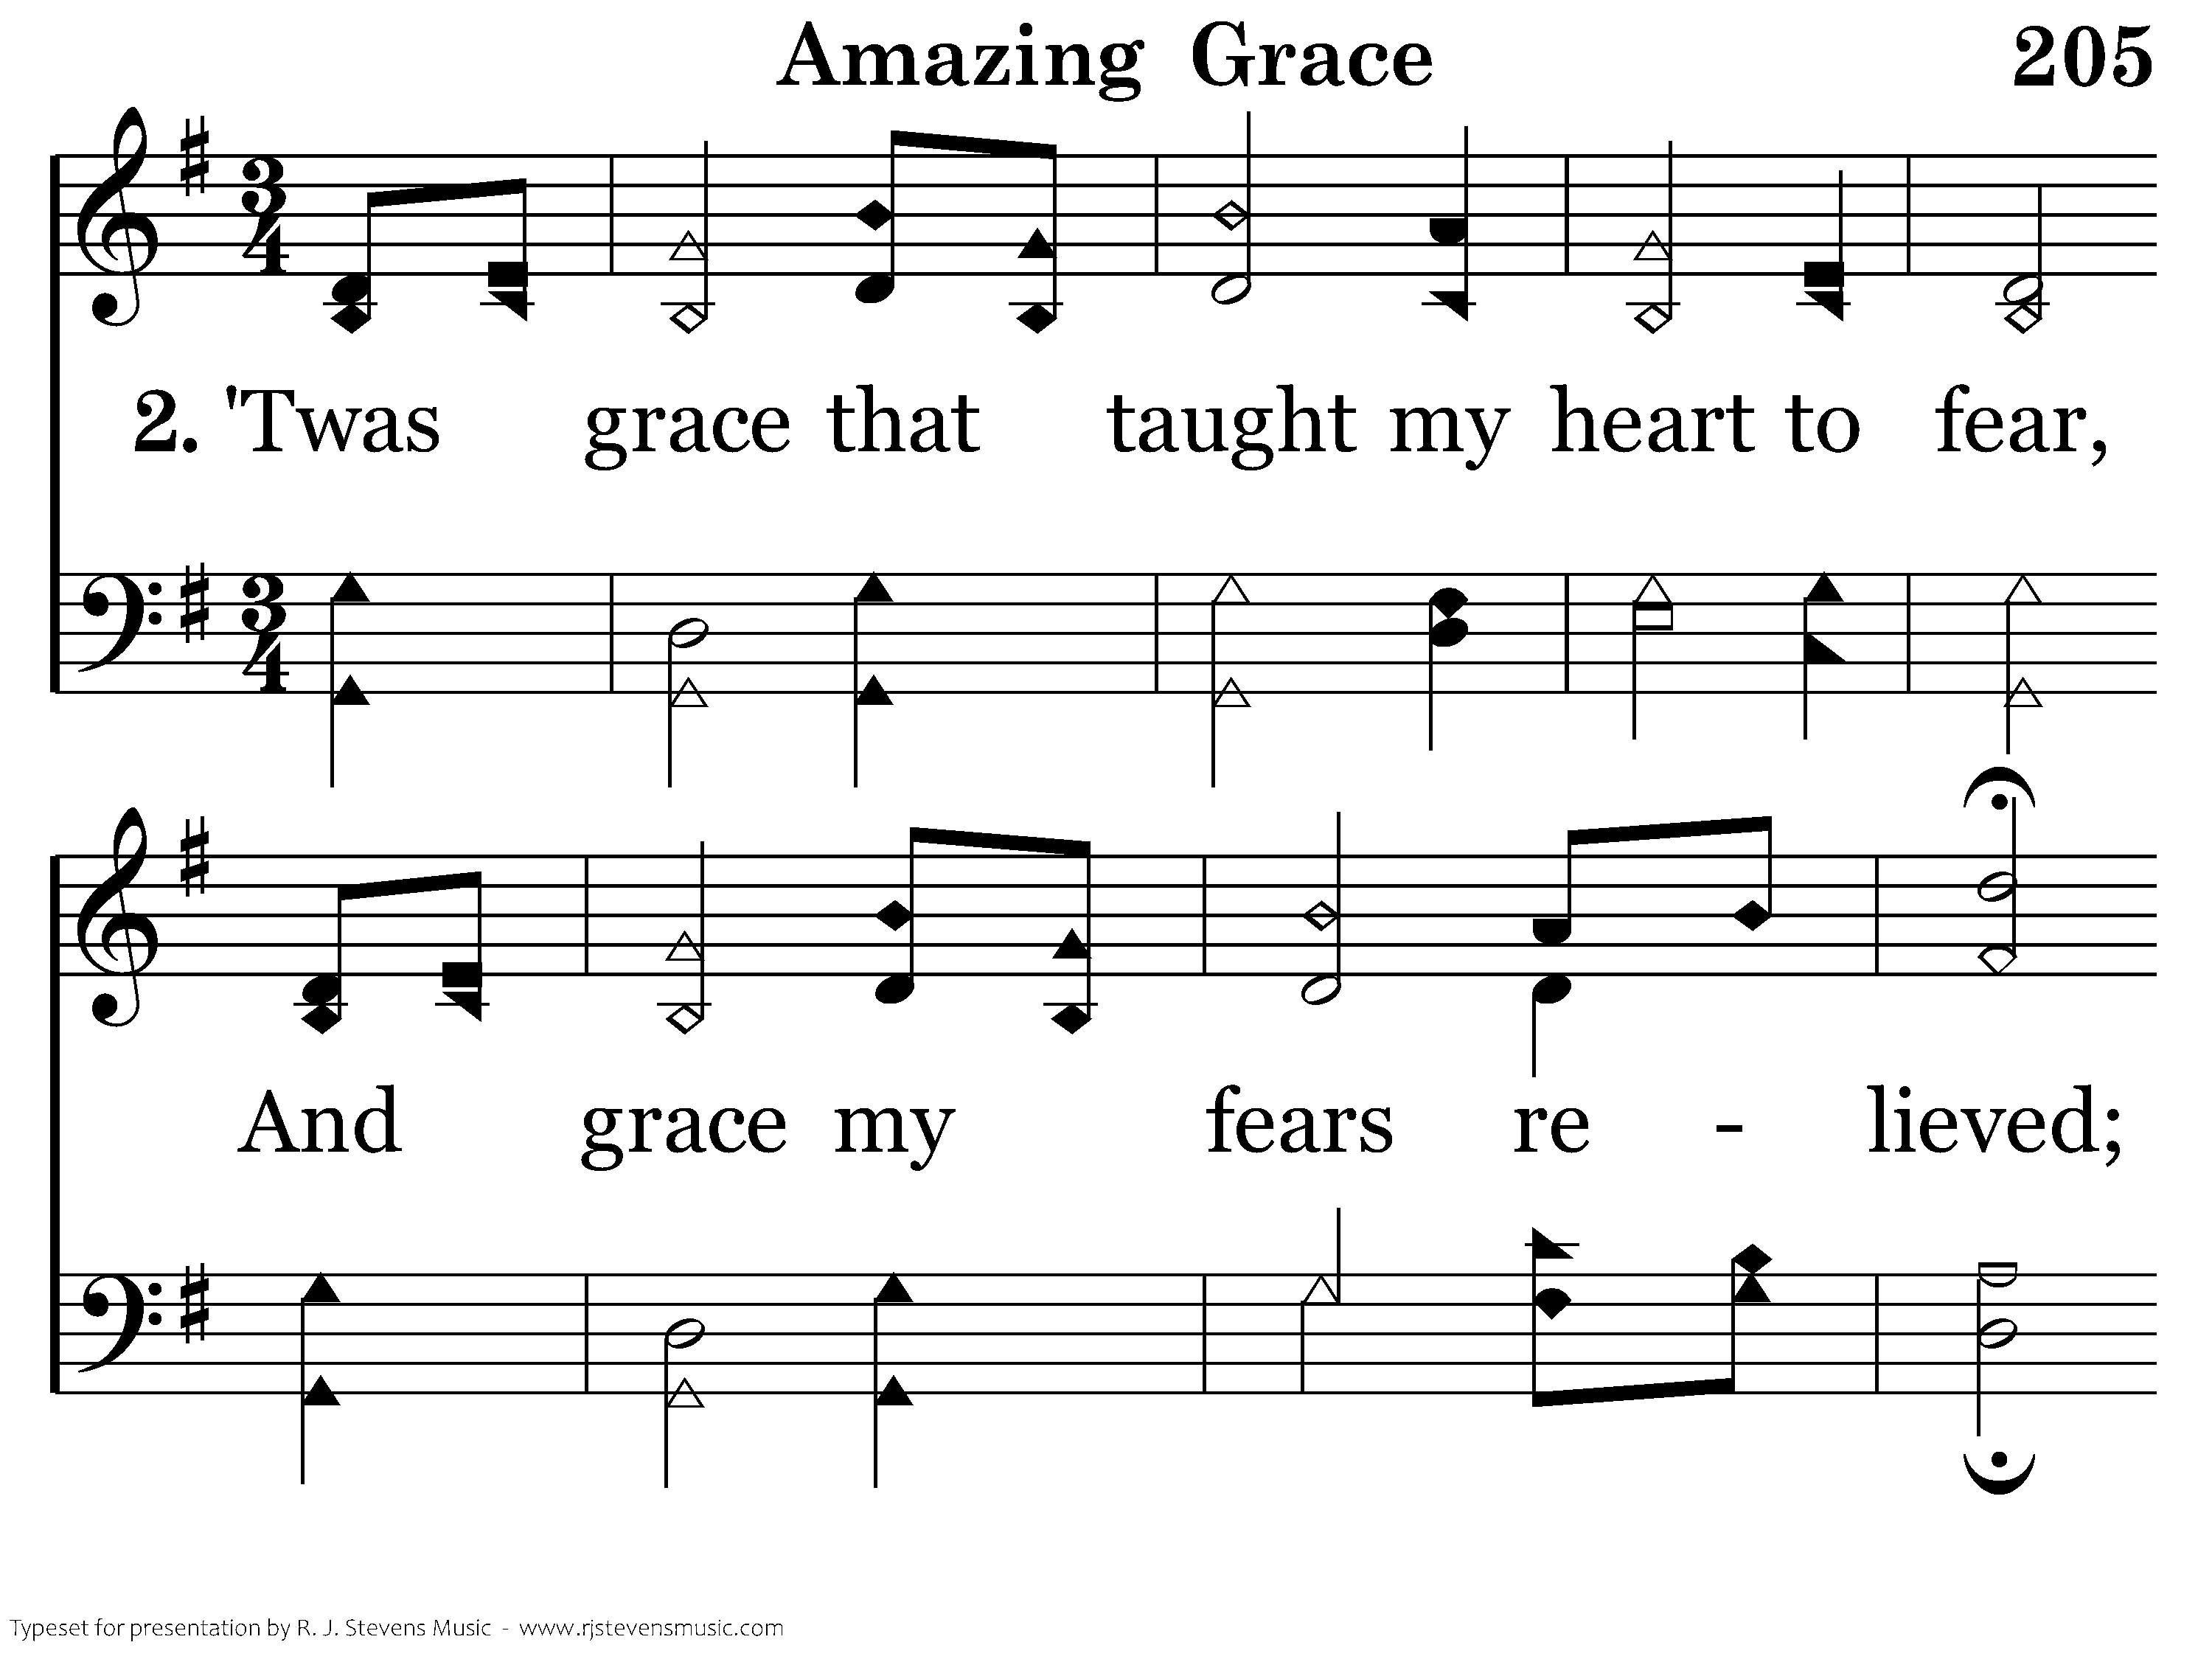 Amazing Grace 205
3/4
2. 'Twas grace that taught my heart to fear,
3/4
And grace my fears re - lieved;
Typeset for presentation by R. J. Stevens Music - www.rjstevensmusic.com